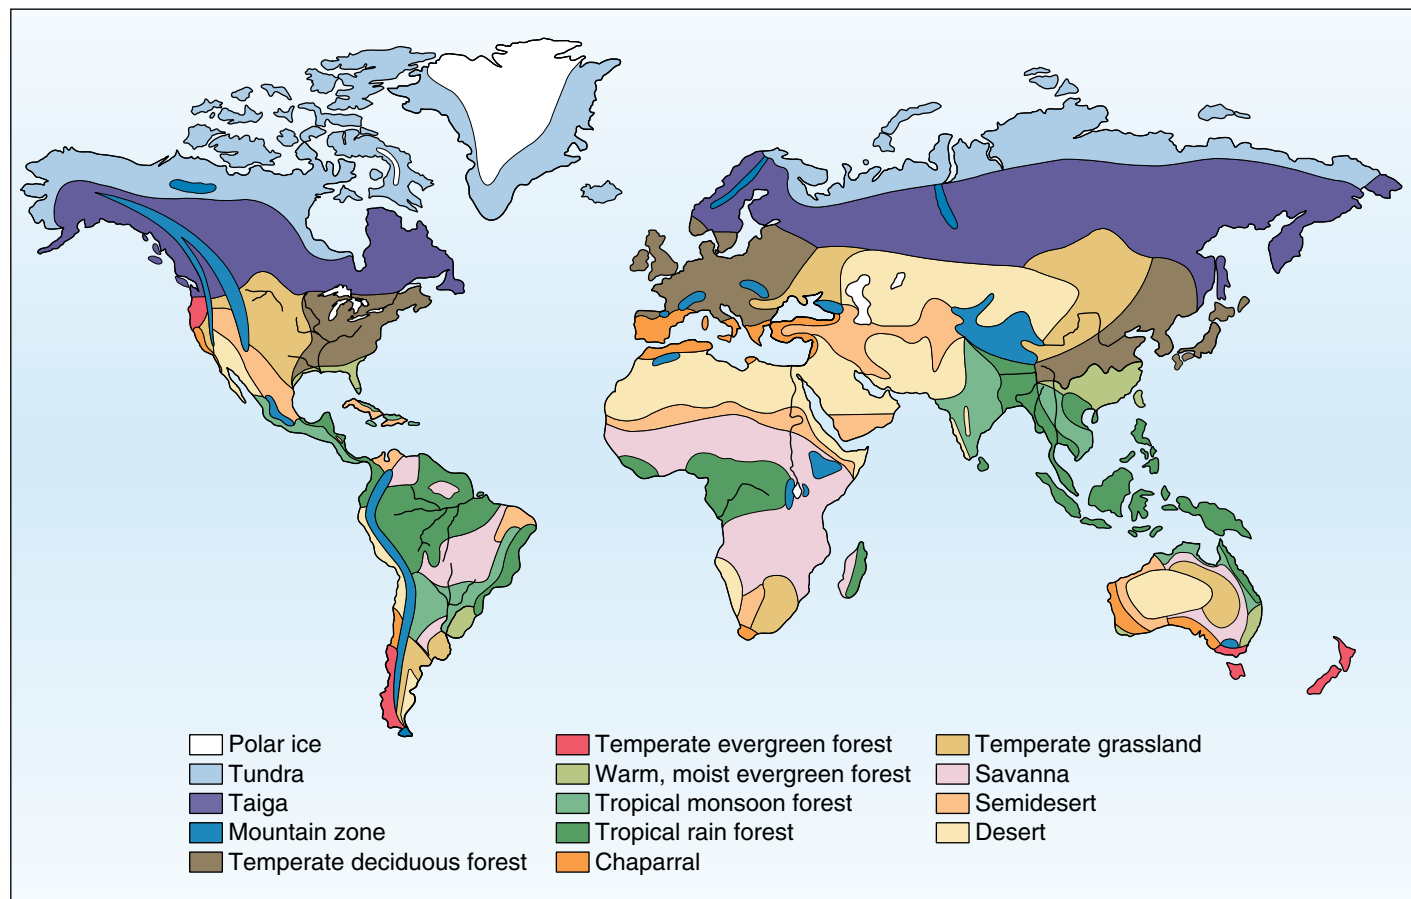 Polar ice
Tundra
Taiga
Mountain zone
Temperate deciduous forest
Temperate evergreen forest
Warm, moist evergreen forest
Tropical monsoon forest
Tropical rain forest
Chaparral
Temperate grassland
Savanna
Semidesert
Desert